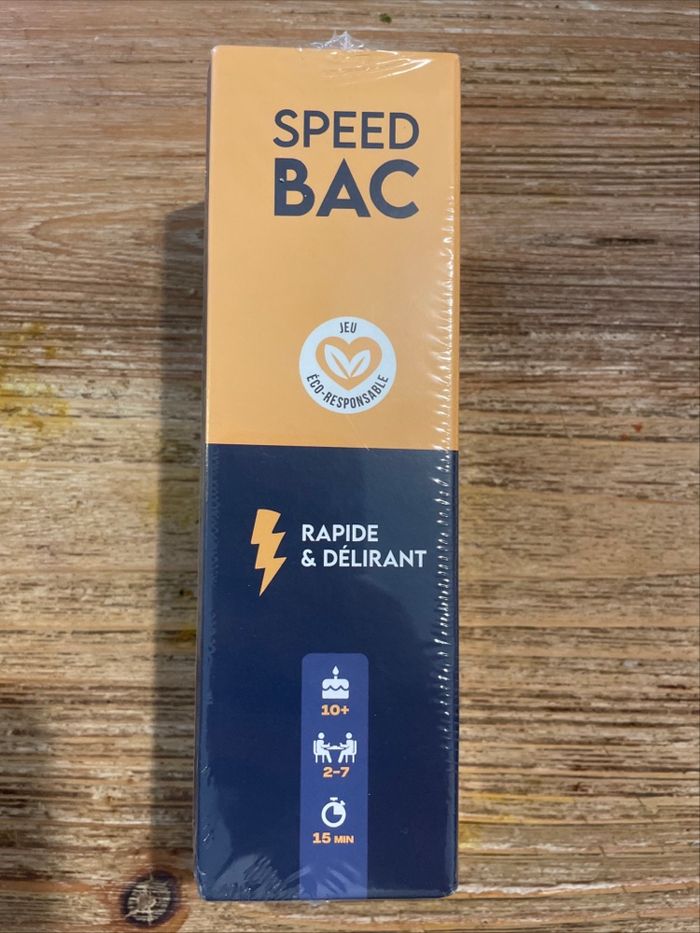 SPEED
BAC
JEU
ÉCO-RESPONSABLE
RAPIDE
& DÉLIRANT
10+
2-7
15 MIN